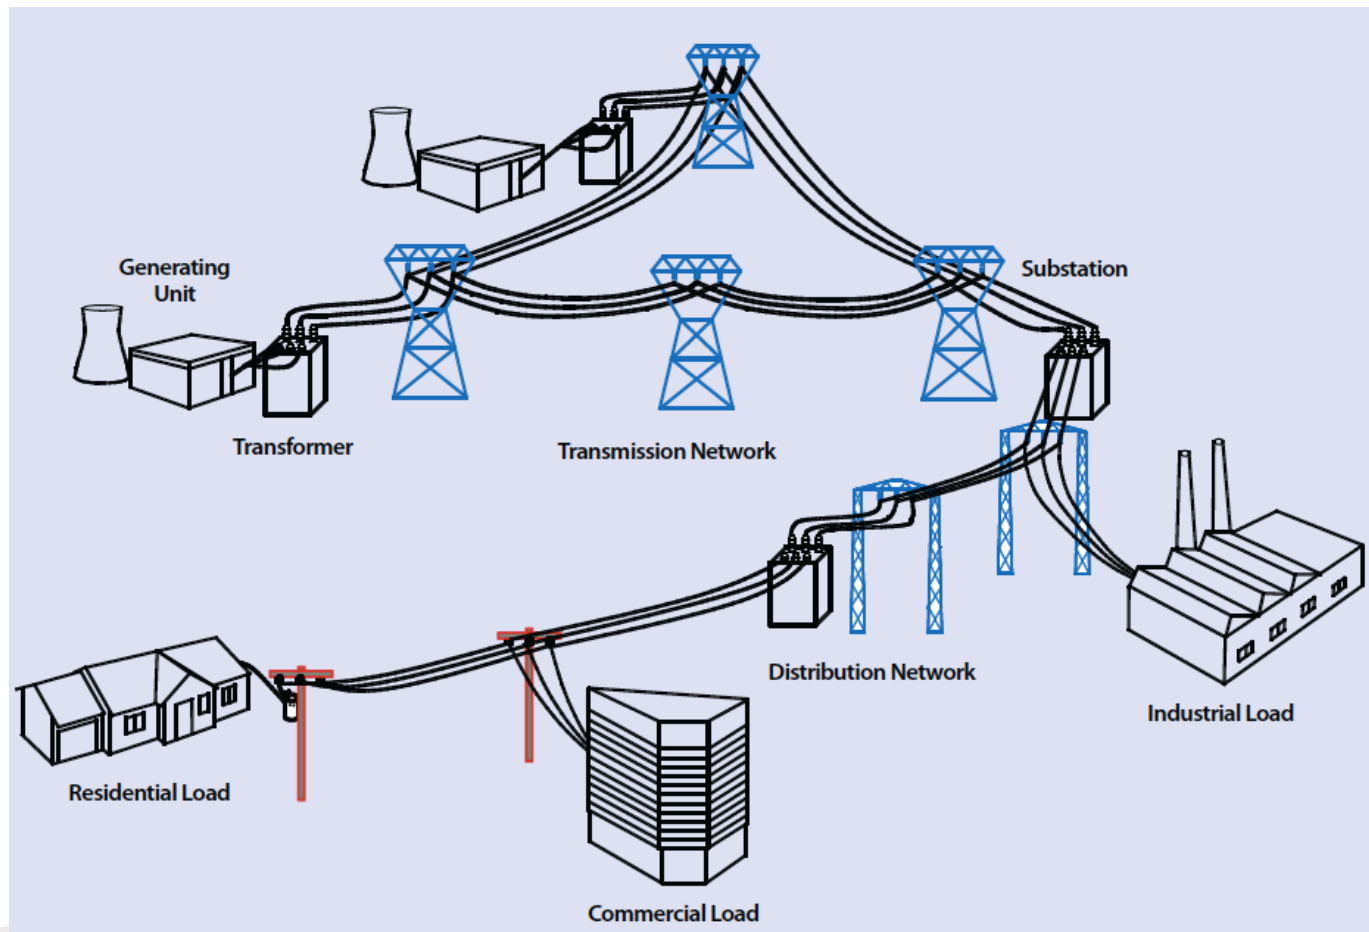 Generating
Unit
Substation
Transformer
Transmission Network
Distribution Network
Industrial Load
Residential Load
Commercial Load